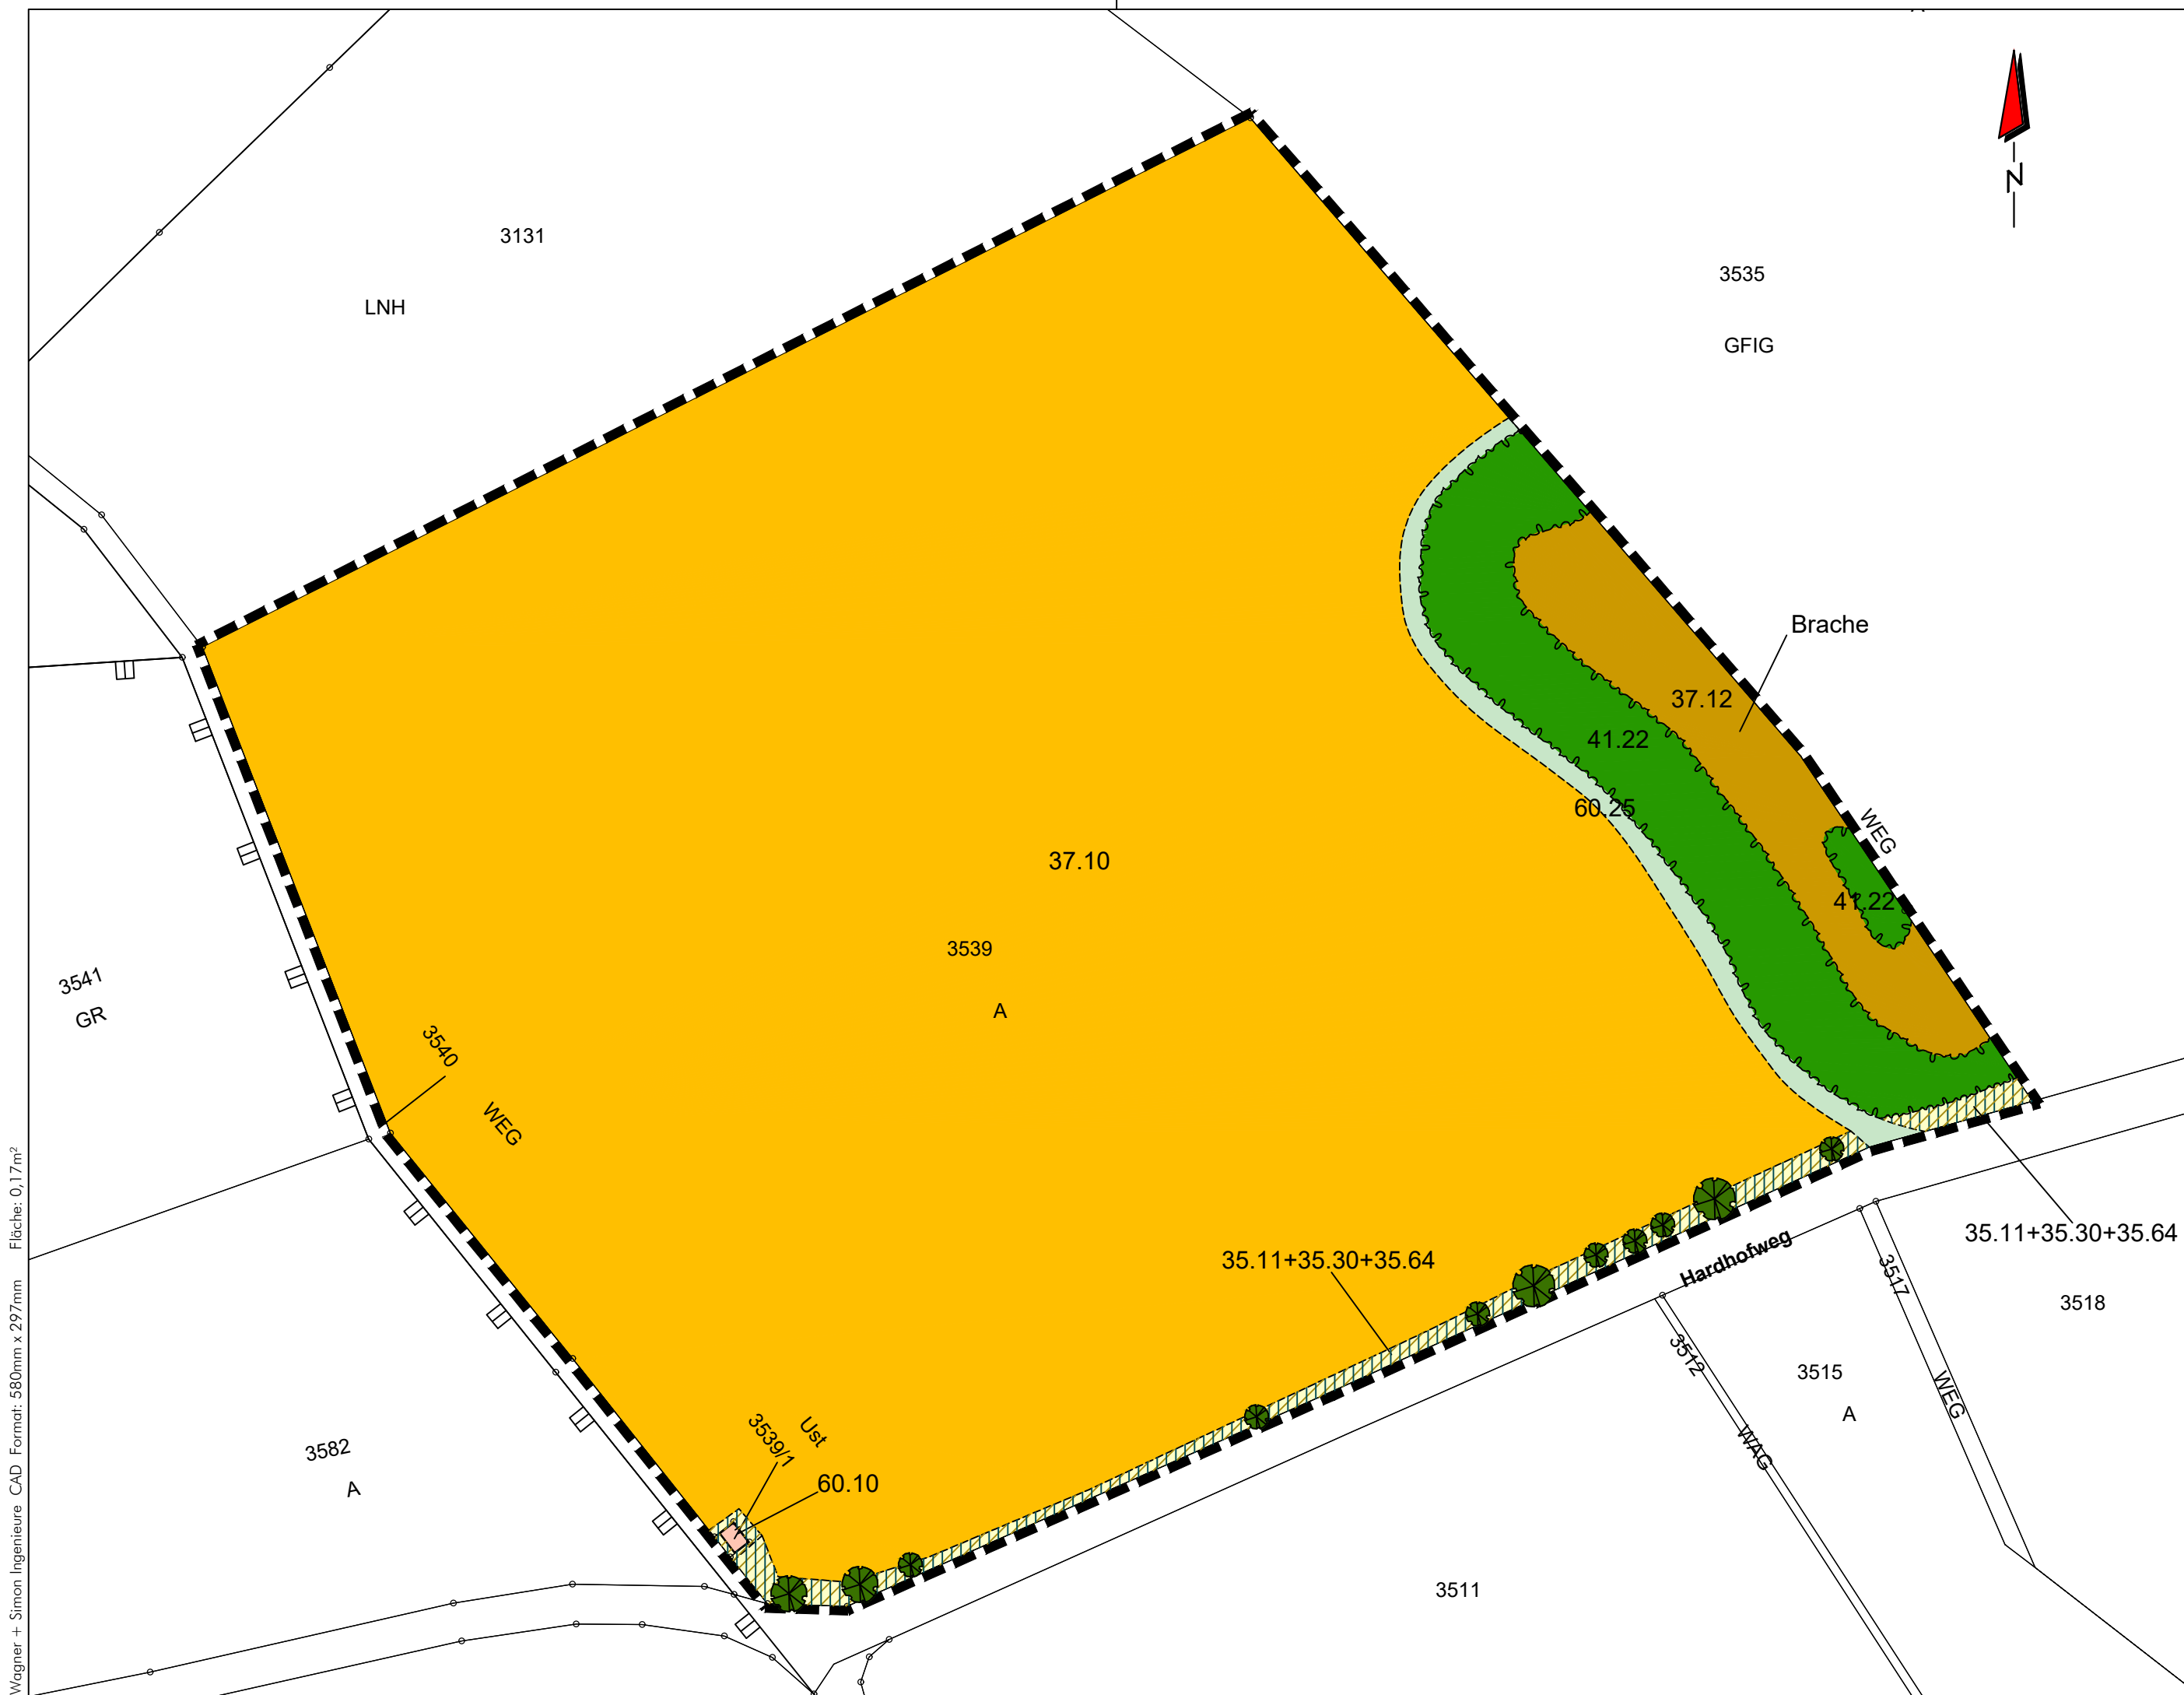 N
3131
LNH
3535
GFIG
Brache
37.12
41.22
60.25
WEG
41.22
37.10
3539
A
3541
GR
3540
WEG
35.11+35.30+35.64
35.11+35.30+35.64
Hardhofweg
3517
3518
3512
3515
A
WEG
WAG
3582
A
Ust
3539/1
60.10
3511
Wagner + Simon Ingenieure CAD Format: 580mm x 297mm Fläche: 0,17m²